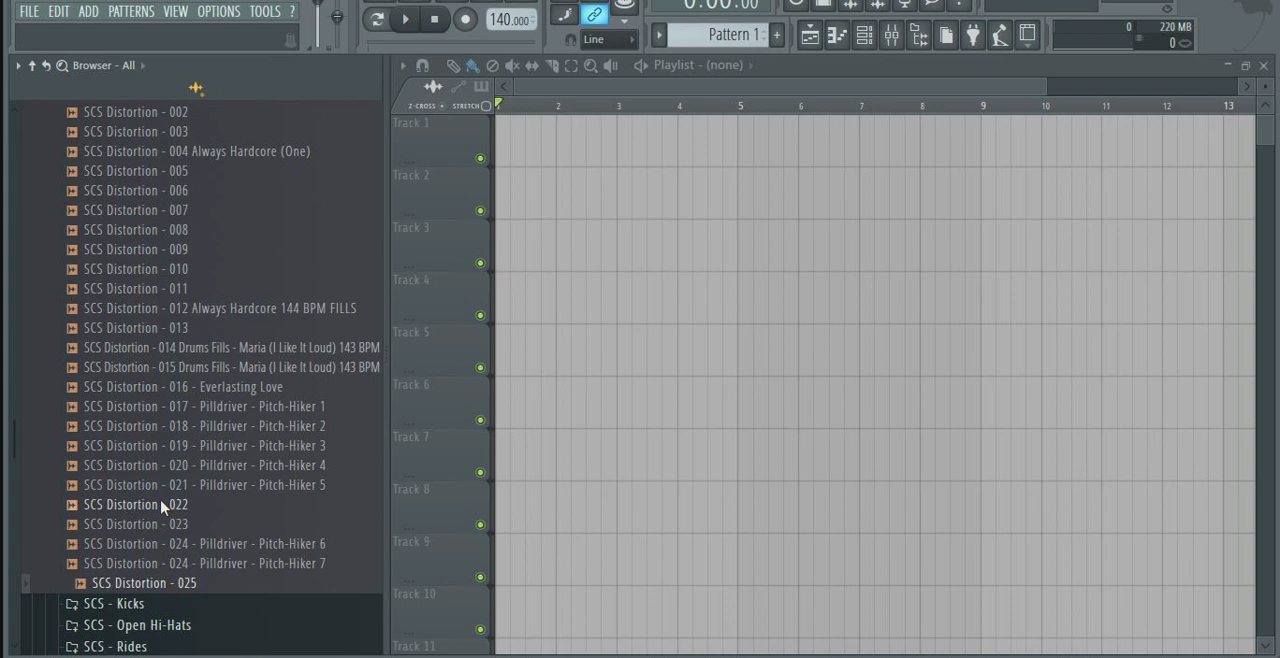 FILE EDIT ADD PATTERNS VIEW OPTIONS TOOLS ?
140.000
Line
Pattern 1
0 220 MB
0
Browser - All
Playlist - (none)
Z-CROSS STRETCH
2 3 4 5 6 7 8 9 10 11 12 13
SCS Distortion - 002
SCS Distortion - 003
SCS Distortion - 004 Always Hardcore (One)
SCS Distortion - 005
SCS Distortion - 006
SCS Distortion - 007
SCS Distortion - 008
SCS Distortion - 009
SCS Distortion - 010
SCS Distortion - 011
SCS Distortion - 012 Always Hardcore 144 BPM FILLS
SCS Distortion - 013
SCS Distortion - 014 Drums Fills - Maria (I Like It Loud) 143 BPM
SCS Distortion - 015 Drums Fills - Maria (I Like It Loud) 143 BPM
SCS Distortion - 016 - Everlasting Love
SCS Distortion - 017 - Pilldriver - Pitch-Hiker 1
SCS Distortion - 018 - Pilldriver - Pitch-Hiker 2
SCS Distortion - 019 - Pilldriver - Pitch-Hiker 3
SCS Distortion - 020 - Pilldriver - Pitch-Hiker 4
SCS Distortion - 021 - Pilldriver - Pitch-Hiker 5
SCS Distortion - 022
SCS Distortion - 023
SCS Distortion - 024 - Pilldriver - Pitch-Hiker 6
SCS Distortion - 024 - Pilldriver - Pitch-Hiker 7
SCS Distortion - 025
SCS - Kicks
SCS - Open Hi-Hats
SCS - Rides
Track 1
Track 2
Track 3
Track 4
Track 5
Track 6
Track 7
Track 8
Track 9
Track 10
Track 11